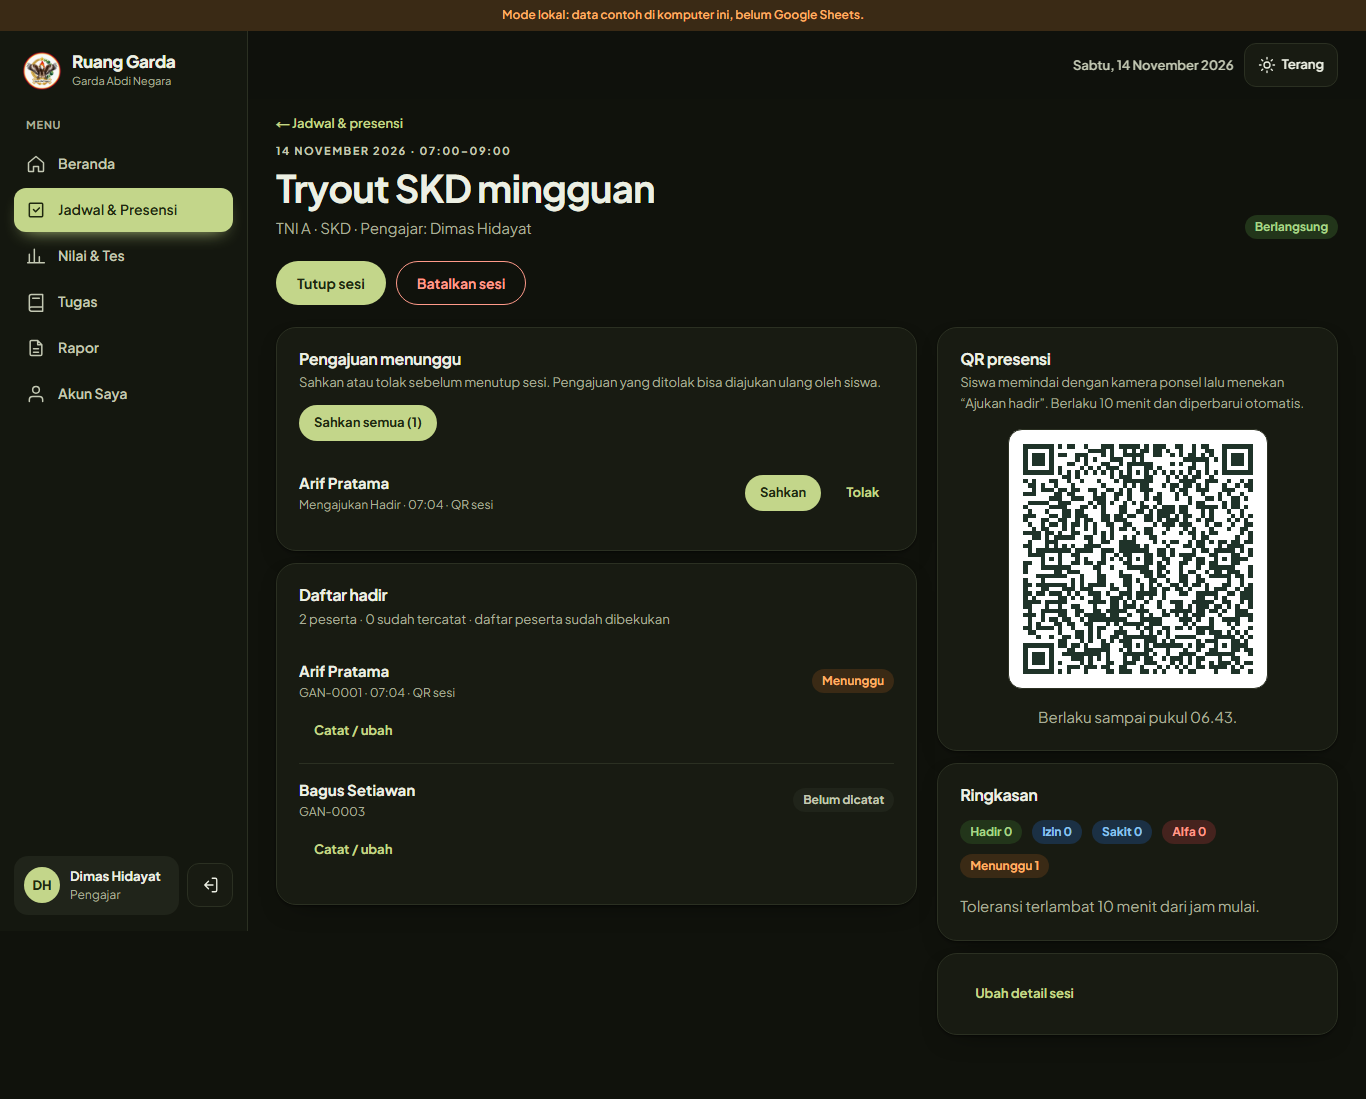 Mode lokal: data contoh di komputer ini, belum Google Sheets.
Ruang Garda
Garda Abdi Negara
Sabtu, 14 November 2026
Terang
MENU
Beranda
Jadwal & Presensi
Nilai & Tes
Tugas
Rapor
Akun Saya
← Jadwal & presensi
14 NOVEMBER 2026 · 07:00–09:00
Tryout SKD mingguan
TNI A · SKD · Pengajar: Dimas Hidayat
Berlangsung
Tutup sesi
Batalkan sesi
Pengajuan menunggu
Sahkan atau tolak sebelum menutup sesi. Pengajuan yang ditolak bisa diajukan ulang oleh siswa.
Sahkan semua (1)
Arif Pratama
Mengajukan Hadir · 07:04 · QR sesi
Sahkan
Tolak
Daftar hadir
2 peserta · 0 sudah tercatat · daftar peserta sudah dibekukan
Arif Pratama
GAN-0001 · 07:04 · QR sesi
Menunggu
Catat / ubah
Bagus Setiawan
GAN-0003
Belum dicatat
Catat / ubah
QR presensi
Siswa memindai dengan kamera ponsel lalu menekan
“Ajukan hadir”. Berlaku 10 menit dan diperbarui otomatis.
Berlaku sampai pukul 06.43.
Ringkasan
Hadir 0
Izin 0
Sakit 0
Alfa 0
Menunggu 1
Toleransi terlambat 10 menit dari jam mulai.
Ubah detail sesi
DH
Dimas Hidayat
Pengajar